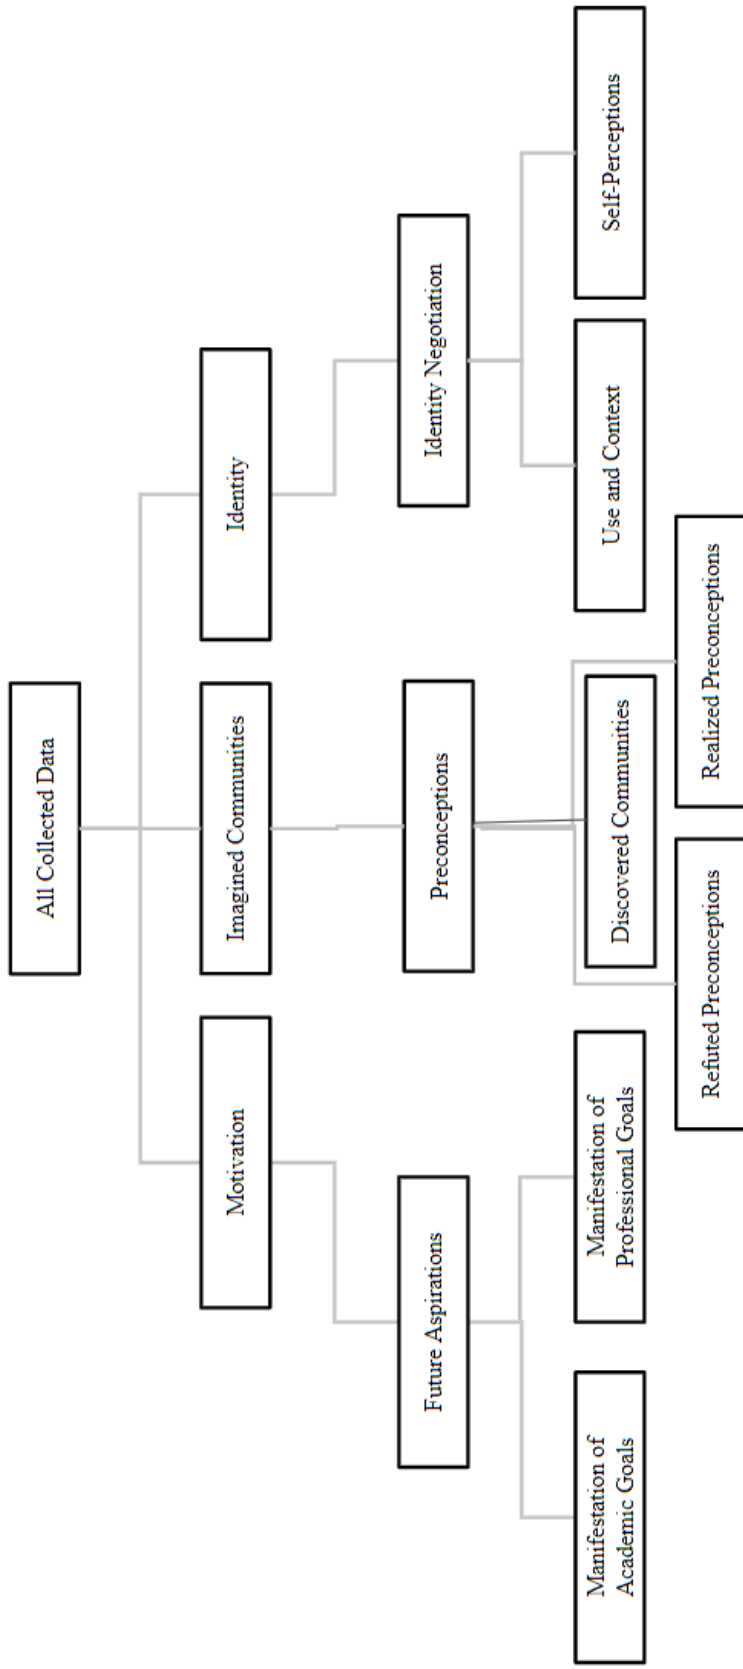 All Collected Data
Motivation
Imagined Communities
Identity
Future Aspirations
Preconceptions
Identity Negotiation
Manifestation of
Academic Goals
Manifestation of
Professional Goals
Discovered Communities
Use and Context
Self-Perceptions
Refuted Preconceptions
Realized Preconceptions